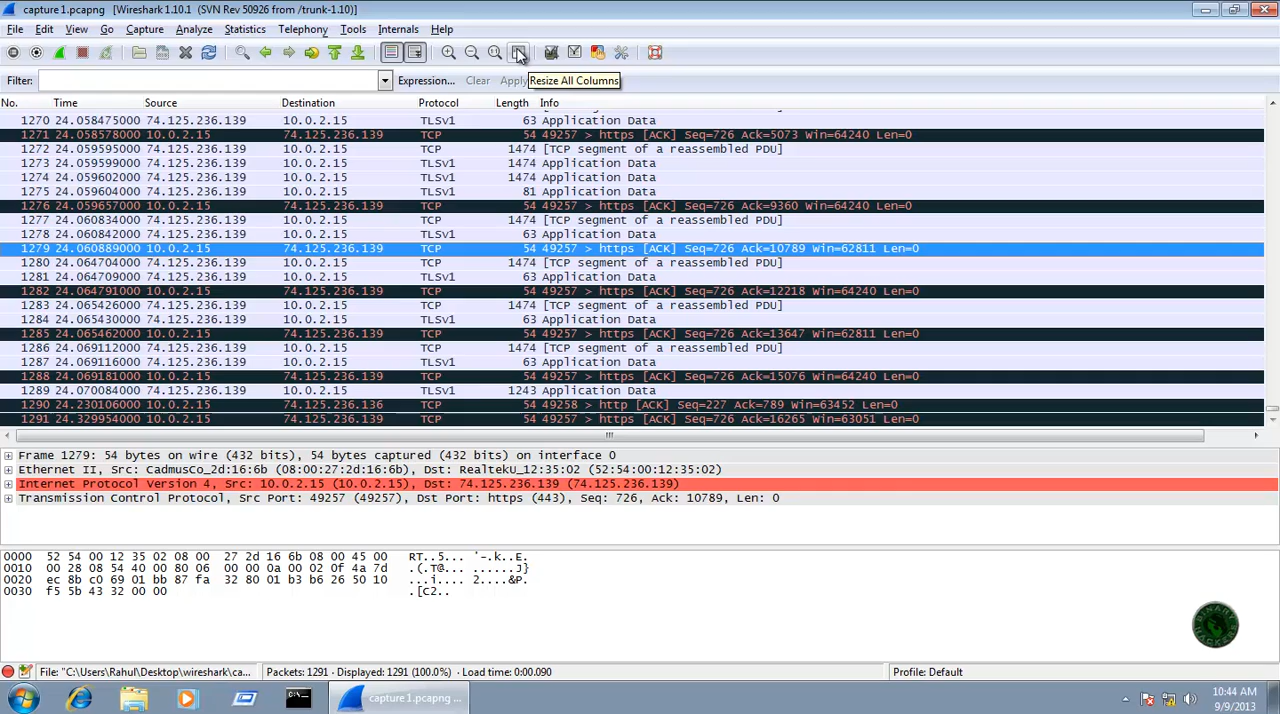 capture 1.pcapng [Wireshark 1.10.1 (SVN Rev 50926 from /trunk-1.10)]
File Edit View Go Capture Analyze Statistics Telephony Tools Internals Help
Filter: Expression... Clear Apply Resize All Columns
No. Time Source Destination Protocol Length Info
1270 24.058475000 74.125.236.139 10.0.2.15 TLSv1 63 Application Data
1271 24.058578000 10.0.2.15 74.125.236.139 TCP 54 49257 > https [ACK] Seq=726 Ack=5073 Win=64240 Len=0
1272 24.059595000 74.125.236.139 10.0.2.15 TCP 1474 [TCP segment of a reassembled PDU]
1273 24.059599000 74.125.236.139 10.0.2.15 TLSv1 1474 Application Data
1274 24.059602000 74.125.236.139 10.0.2.15 TLSv1 1474 Application Data
1275 24.059604000 74.125.236.139 10.0.2.15 TLSv1 81 Application Data
1276 24.059657000 10.0.2.15 74.125.236.139 TCP 54 49257 > https [ACK] Seq=726 Ack=9360 Win=64240 Len=0
1277 24.060834000 74.125.236.139 10.0.2.15 TCP 1474 [TCP segment of a reassembled PDU]
1278 24.060842000 74.125.236.139 10.0.2.15 TLSv1 63 Application Data
1279 24.060889000 10.0.2.15 74.125.236.139 TCP 54 49257 > https [ACK] Seq=726 Ack=10789 Win=62811 Len=0
1280 24.064704000 74.125.236.139 10.0.2.15 TCP 1474 [TCP segment of a reassembled PDU]
1281 24.064709000 74.125.236.139 10.0.2.15 TLSv1 63 Application Data
1282 24.064791000 10.0.2.15 74.125.236.139 TCP 54 49257 > https [ACK] Seq=726 Ack=12218 Win=64240 Len=0
1283 24.065426000 74.125.236.139 10.0.2.15 TCP 1474 [TCP segment of a reassembled PDU]
1284 24.065430000 74.125.236.139 10.0.2.15 TLSv1 63 Application Data
1285 24.065462000 10.0.2.15 74.125.236.139 TCP 54 49257 > https [ACK] Seq=726 Ack=13647 Win=62811 Len=0
1286 24.069112000 74.125.236.139 10.0.2.15 TCP 1474 [TCP segment of a reassembled PDU]
1287 24.069116000 74.125.236.139 10.0.2.15 TLSv1 63 Application Data
1288 24.069181000 10.0.2.15 74.125.236.139 TCP 54 49257 > https [ACK] Seq=726 Ack=15076 Win=64240 Len=0
1289 24.070084000 74.125.236.139 10.0.2.15 TLSv1 1243 Application Data
1290 24.230106000 10.0.2.15 74.125.236.136 TCP 54 49258 > http [ACK] Seq=227 Ack=789 Win=63452 Len=0
1291 24.329954000 10.0.2.15 74.125.236.139 TCP 54 49257 > https [ACK] Seq=726 Ack=16265 Win=63051 Len=0
Frame 1279: 54 bytes on wire (432 bits), 54 bytes captured (432 bits) on interface 0
Ethernet II, Src: CadmusCo_2d:16:6b (08:00:27:2d:16:6b), Dst: RealtekU_12:35:02 (52:54:00:12:35:02)
Internet Protocol Version 4, Src: 10.0.2.15 (10.0.2.15), Dst: 74.125.236.139 (74.125.236.139)
Transmission Control Protocol, Src Port: 49257 (49257), Dst Port: https (443), Seq: 726, Ack: 10789, Len: 0
0000 52 54 00 12 35 02 08 00 27 2d 16 6b 08 00 45 00 RT..5... '-.k..E.
0010 00 28 08 54 40 00 80 06 00 00 0a 00 02 0f 4a 7d .(.T@... ......J}
0020 ec 8b c0 69 01 bb 87 fa 32 80 01 b3 b6 26 50 10 ...i.... 2....&P.
0030 f5 5b 43 32 00 00 .[C2..
File: "C:\Users\Rahul\Desktop\wireshark\ca... Packets: 1291 · Displayed: 1291 (100.0%) · Load time: 0:00.090 Profile: Default
capture 1.pcapng ...
10:44 AM
9/9/2013